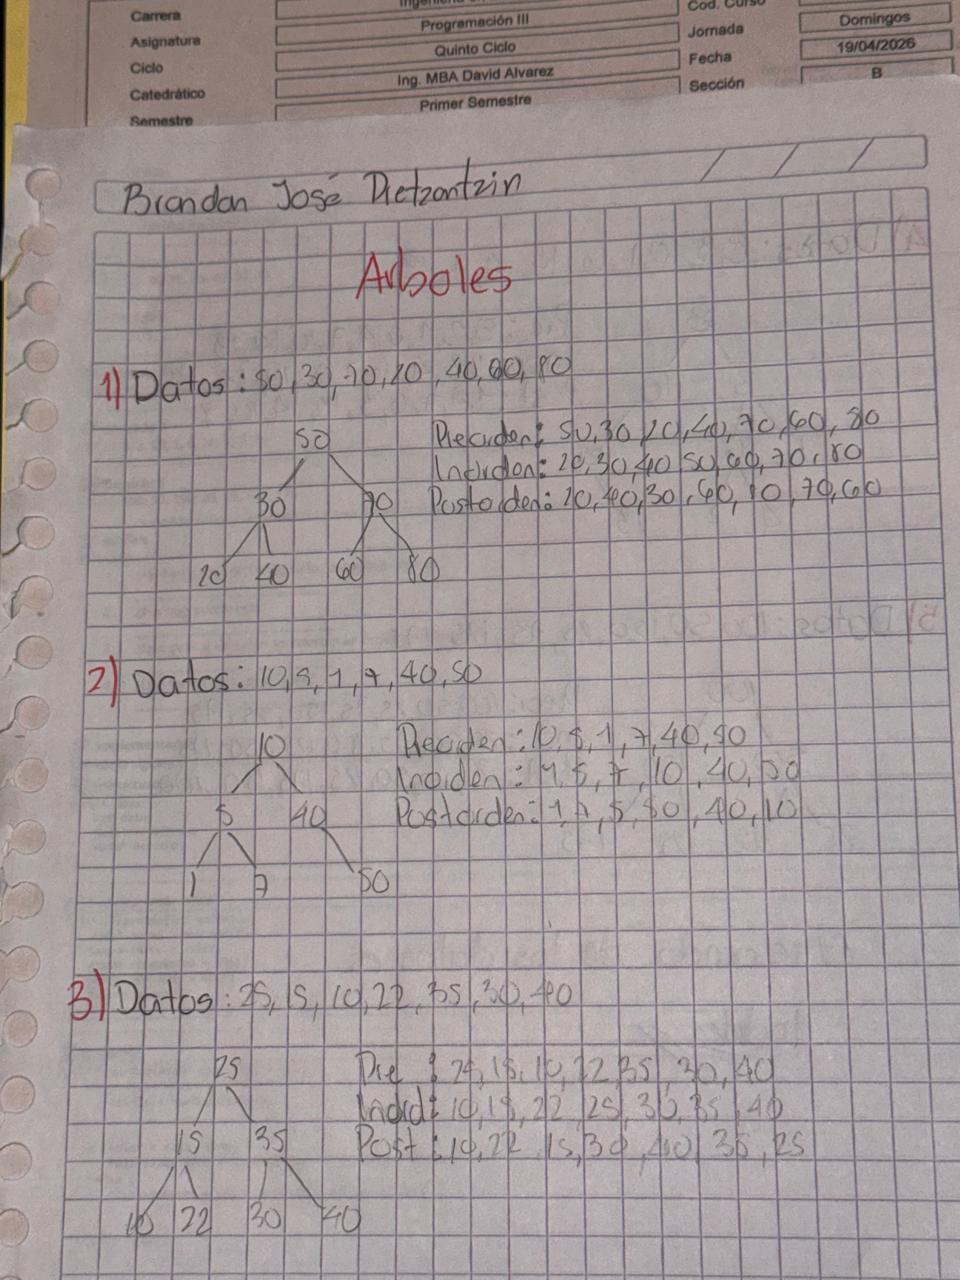 Carrera
Asignatura Programación III Jornada Domingos
Ciclo Quinto Ciclo Fecha 19/04/2026
Catedrático Ing. MBA David Alvarez Sección B
Semestre Primer Semestre
Cod. Curso
Brandan José
Arboles
1) Datos: 50, 30, 70, 20, 40, 60, 80
50
30 70
20 40 60 80
Preorden: 50, 30, 20, 40, 70, 60, 80
Inorden: 20, 30, 40, 50, 60, 70, 80
Postorden: 20, 40, 30, 60, 80, 70, 60
2) Datos: 10, 5, 1, 7, 40, 50
10
5 40
1 7 50
Preorden: 10, 5, 1, 7, 40, 50
Inorden: 1, 5, 7, 10, 40, 50
Postorden: 1, 7, 5, 50, 40, 10
3) Datos: 25, 15, 10, 22, 35, 30, 40
25
15 35
10 22 30 40
Pre: 25, 15, 10, 22, 35, 30, 40
Inord: 10, 15, 22, 25, 30, 35, 40
Post: 10, 22, 15, 30, 40, 35, 25